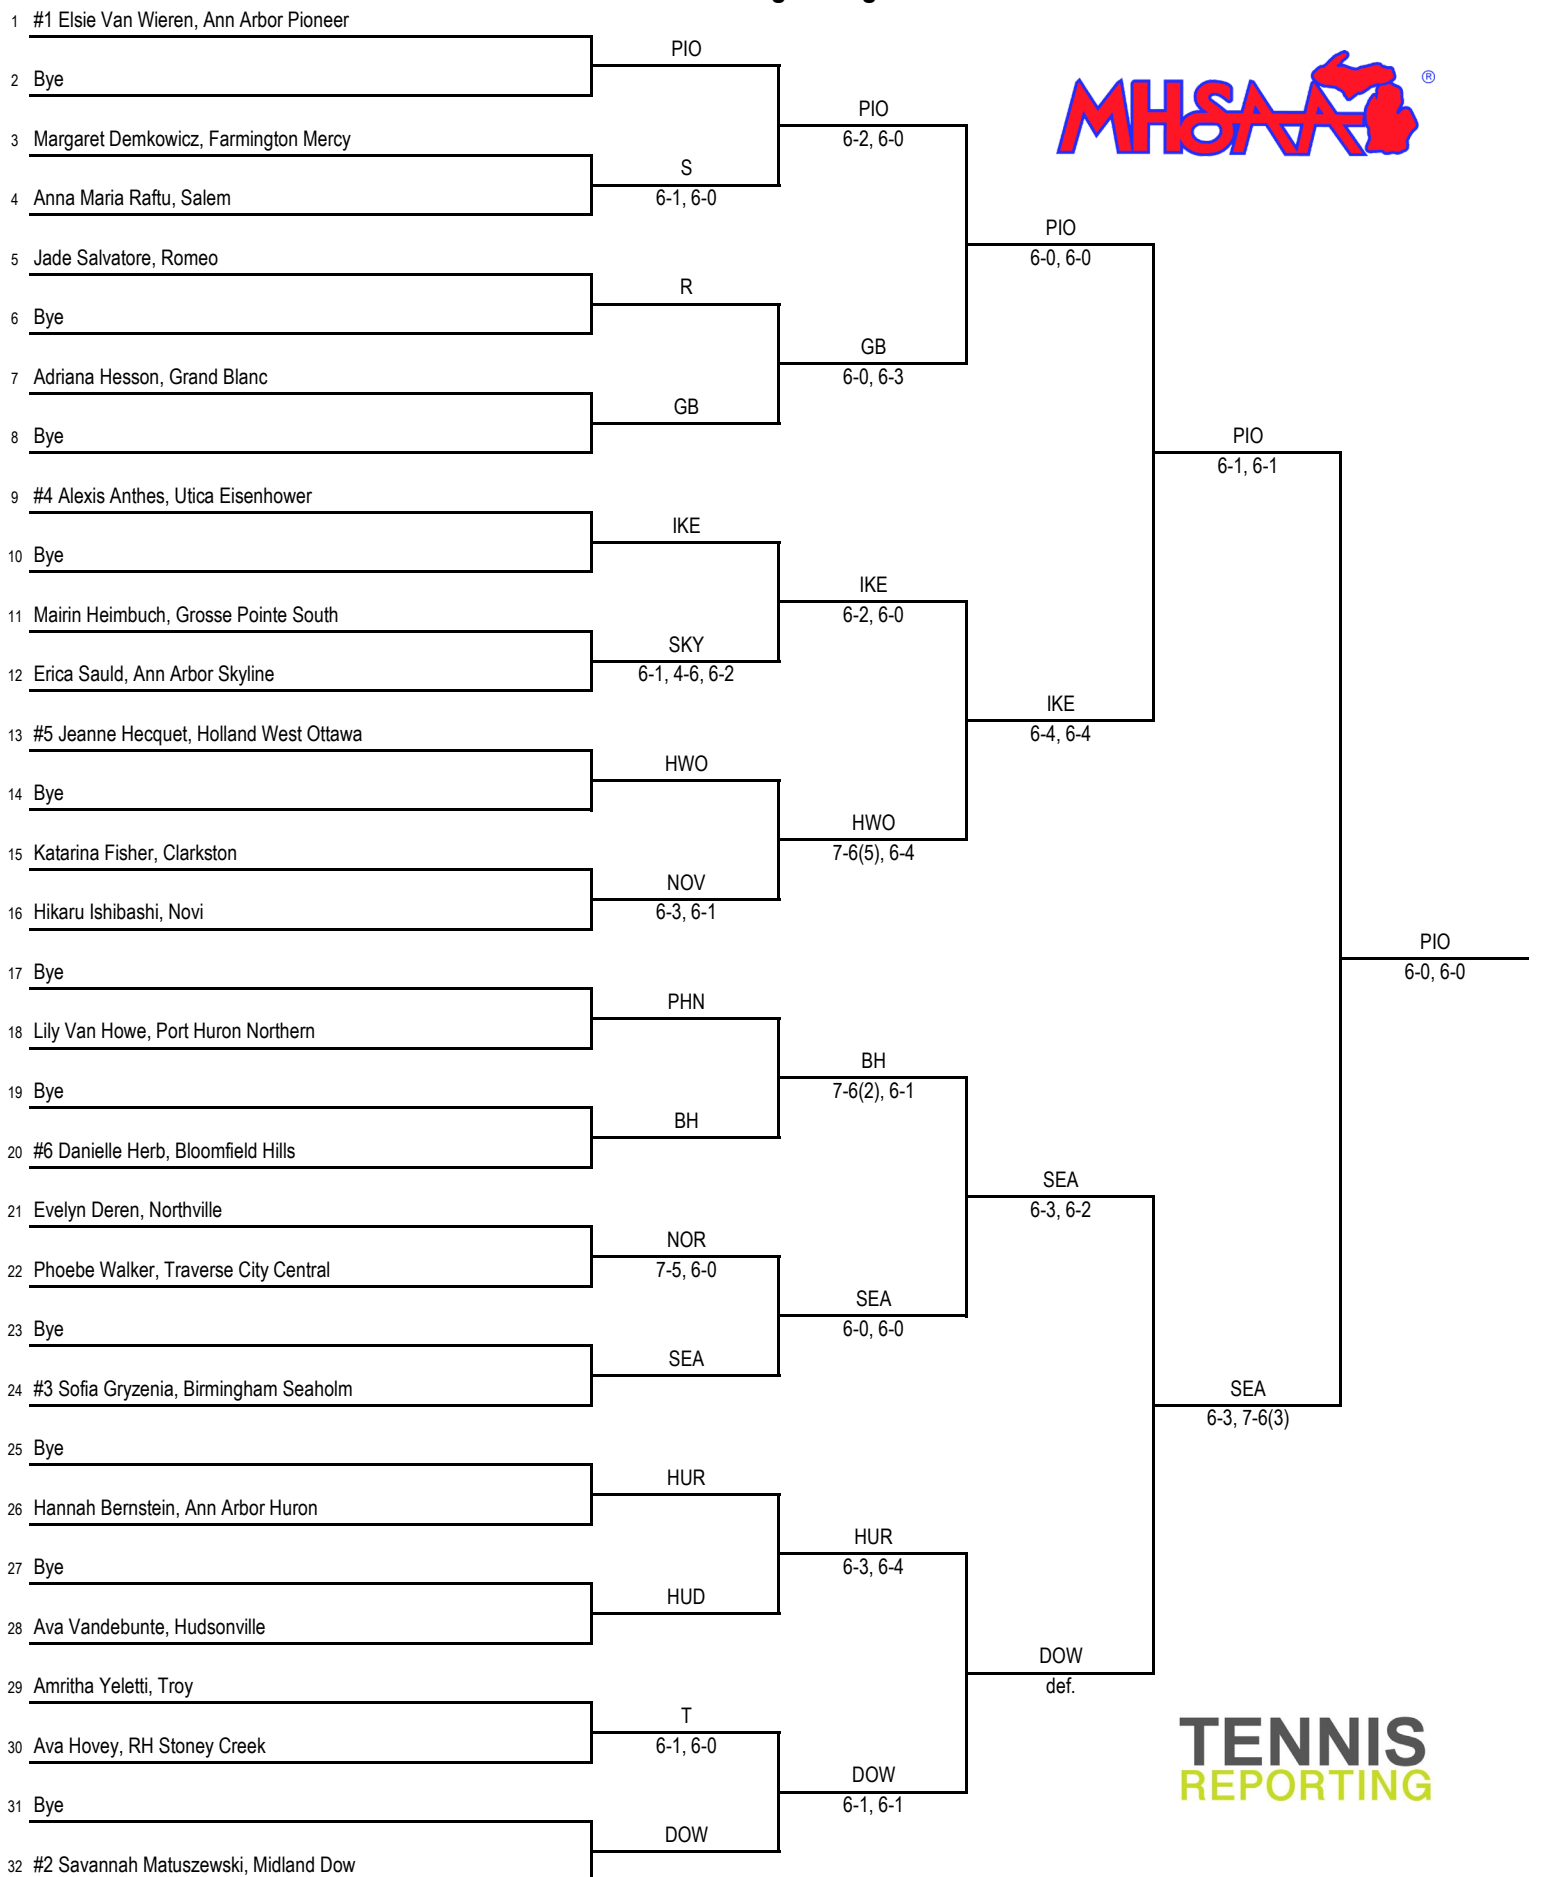 1 #1 Elsie Van Wieren, Ann Arbor Pioneer
PIO
2 Bye
PIO
6-2, 6-0
3 Margaret Demkowicz, Farmington Mercy
S
6-1, 6-0
4 Anna Maria Raftu, Salem
PIO
6-0, 6-0
5 Jade Salvatore, Romeo
R
6 Bye
GB
6-0, 6-3
7 Adriana Hesson, Grand Blanc
GB
8 Bye
PIO
6-1, 6-1
9 #4 Alexis Anthes, Utica Eisenhower
IKE
10 Bye
IKE
6-2, 6-0
11 Mairin Heimbuch, Grosse Pointe South
SKY
6-1, 4-6, 6-2
12 Erica Sauld, Ann Arbor Skyline
IKE
6-4, 6-4
13 #5 Jeanne Hecquet, Holland West Ottawa
HWO
14 Bye
HWO
7-6(5), 6-4
15 Katarina Fisher, Clarkston
NOV
6-3, 6-1
16 Hikaru Ishibashi, Novi
PIO
6-0, 6-0
17 Bye
PHN
18 Lily Van Howe, Port Huron Northern
BH
7-6(2), 6-1
19 Bye
BH
20 #6 Danielle Herb, Bloomfield Hills
SEA
6-3, 6-2
21 Evelyn Deren, Northville
NOR
7-5, 6-0
22 Phoebe Walker, Traverse City Central
SEA
6-0, 6-0
23 Bye
SEA
24 #3 Sofia Gryzenia, Birmingham Seaholm
SEA
6-3, 7-6(3)
25 Bye
HUR
26 Hannah Bernstein, Ann Arbor Huron
HUR
6-3, 6-4
27 Bye
HUD
28 Ava Vandebunte, Hudsonville
DOW
def.
29 Amritha Yeletti, Troy
T
6-1, 6-0
30 Ava Hovey, RH Stoney Creek
DOW
6-1, 6-1
31 Bye
DOW
32 #2 Savannah Matuszewski, Midland Dow
MHSAA ®
TENNIS
REPORTING